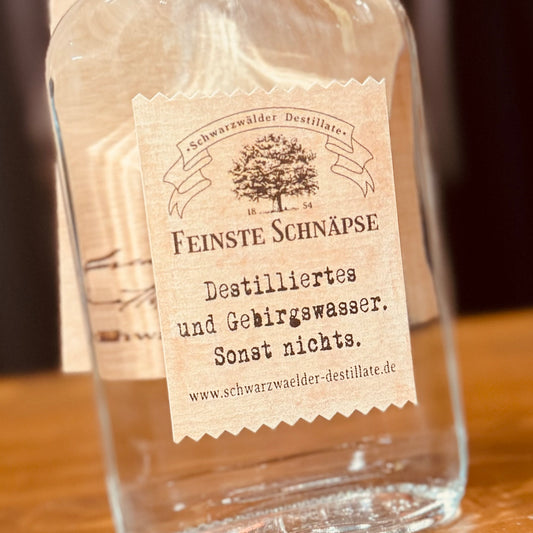 Schwarzwälder Destillate
18 54
FEINSTE SCHNÄPSE
Destilliertes
und Gebirgswasser.
Sonst nichts.
www.schwarzwaelder-destillate.de